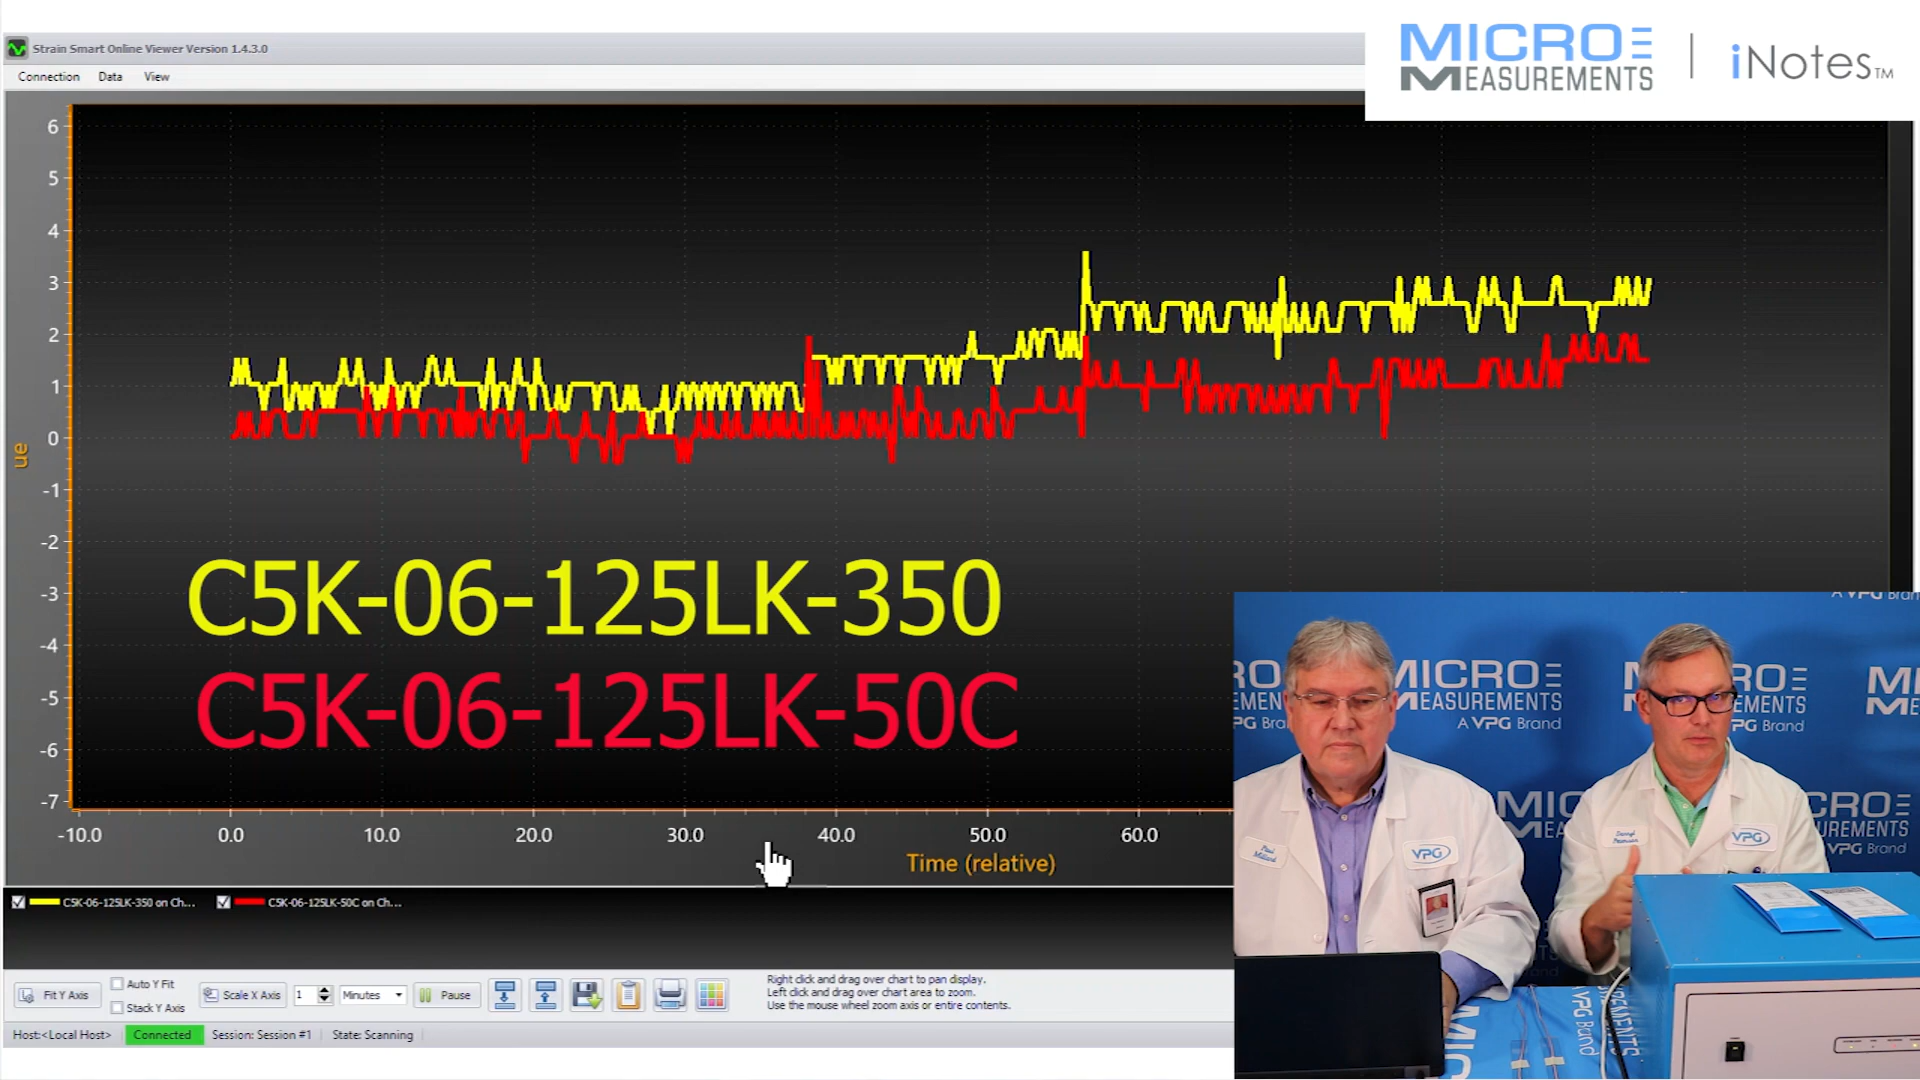 MICRO
MEASUREMENTS
iNotes™
Strain Smart Online Viewer Version 1.4.3.0
Connection Data View
6
5
4
3
2
1
0
-1
-2
-3
-4
-5
-6
-7
ue
C5K-06-125LK-350
C5K-06-125LK-50C
-10.0 0.0 10.0 20.0 30.0 40.0 50.0 60.0
Time (relative)
C5K-06-125LK-350 on Ch... C5K-06-125LK-50C on Ch...
Fit Y Axis
Auto Y Fit
Stack Y Axis
Scale X Axis
1
Minutes
Pause
Right click and drag over chart to pan display.
Left click and drag over chart area to zoom.
Use the mouse wheel zoom axis or entire contents.
Host:<Local Host> Connected Session: Session #1 State: Scanning
MICRO
MEASUREMENTS
A VPG Brand
Paul
Millard
VPG
VPG